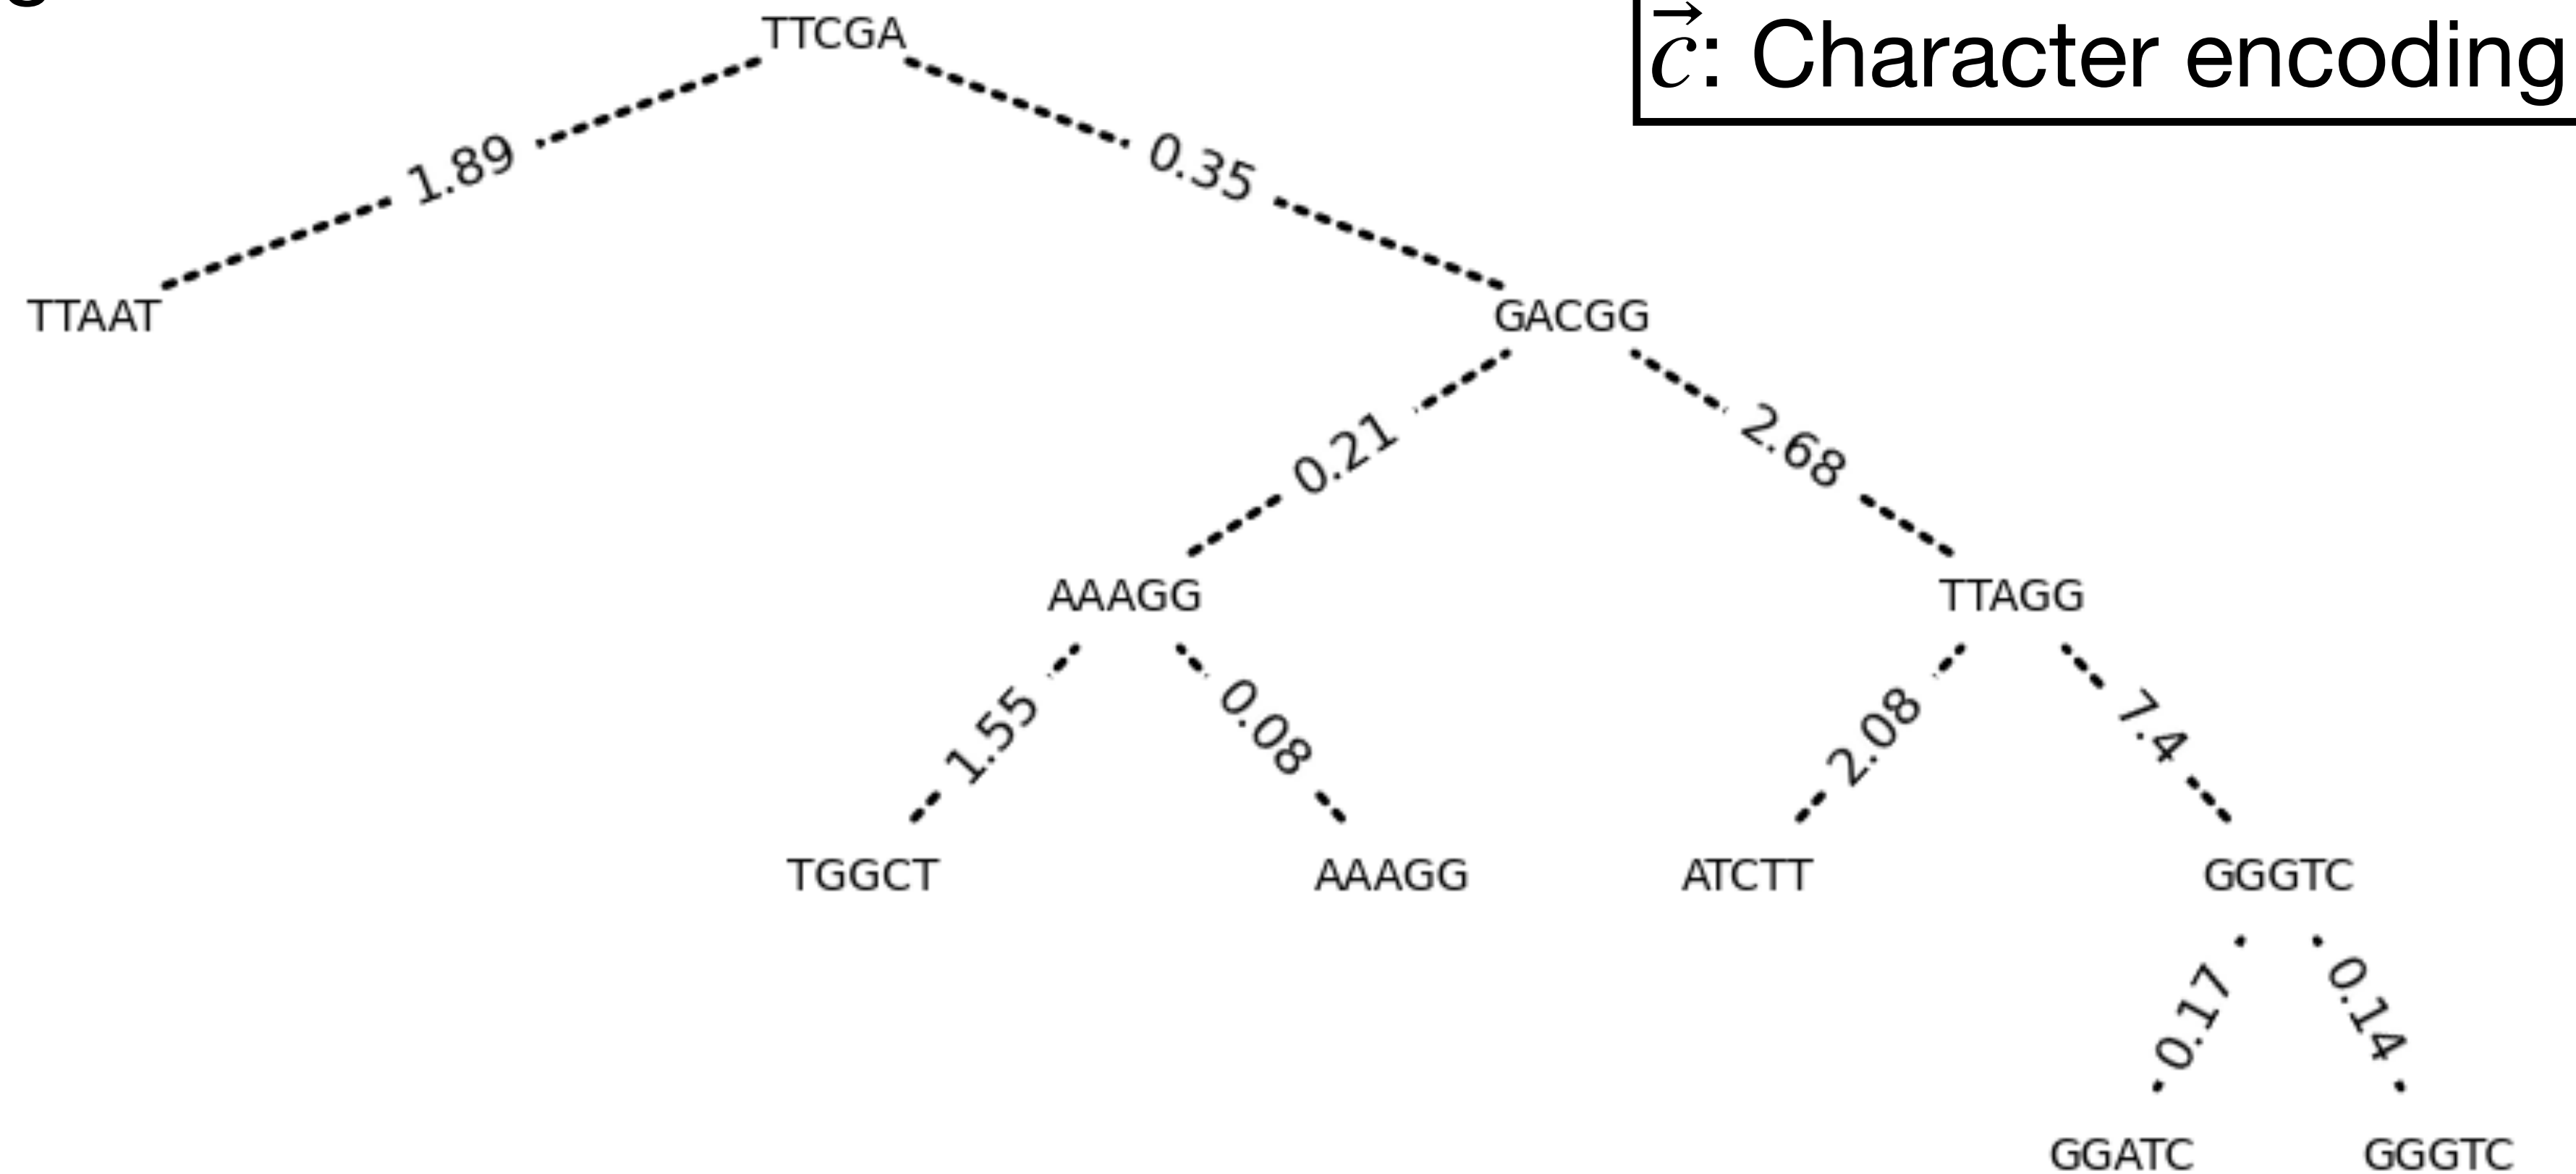 TTCGA
c: Character encoding
1.89
0.35
TTAAT
GACGG
0.21
2.68
AAAGG
TTAGG
1.55
0.08
2.08
7.4
TGGCT
AAAGG
ATCTT
GGGTC
0.17
0.14
GGATC
GGGTC